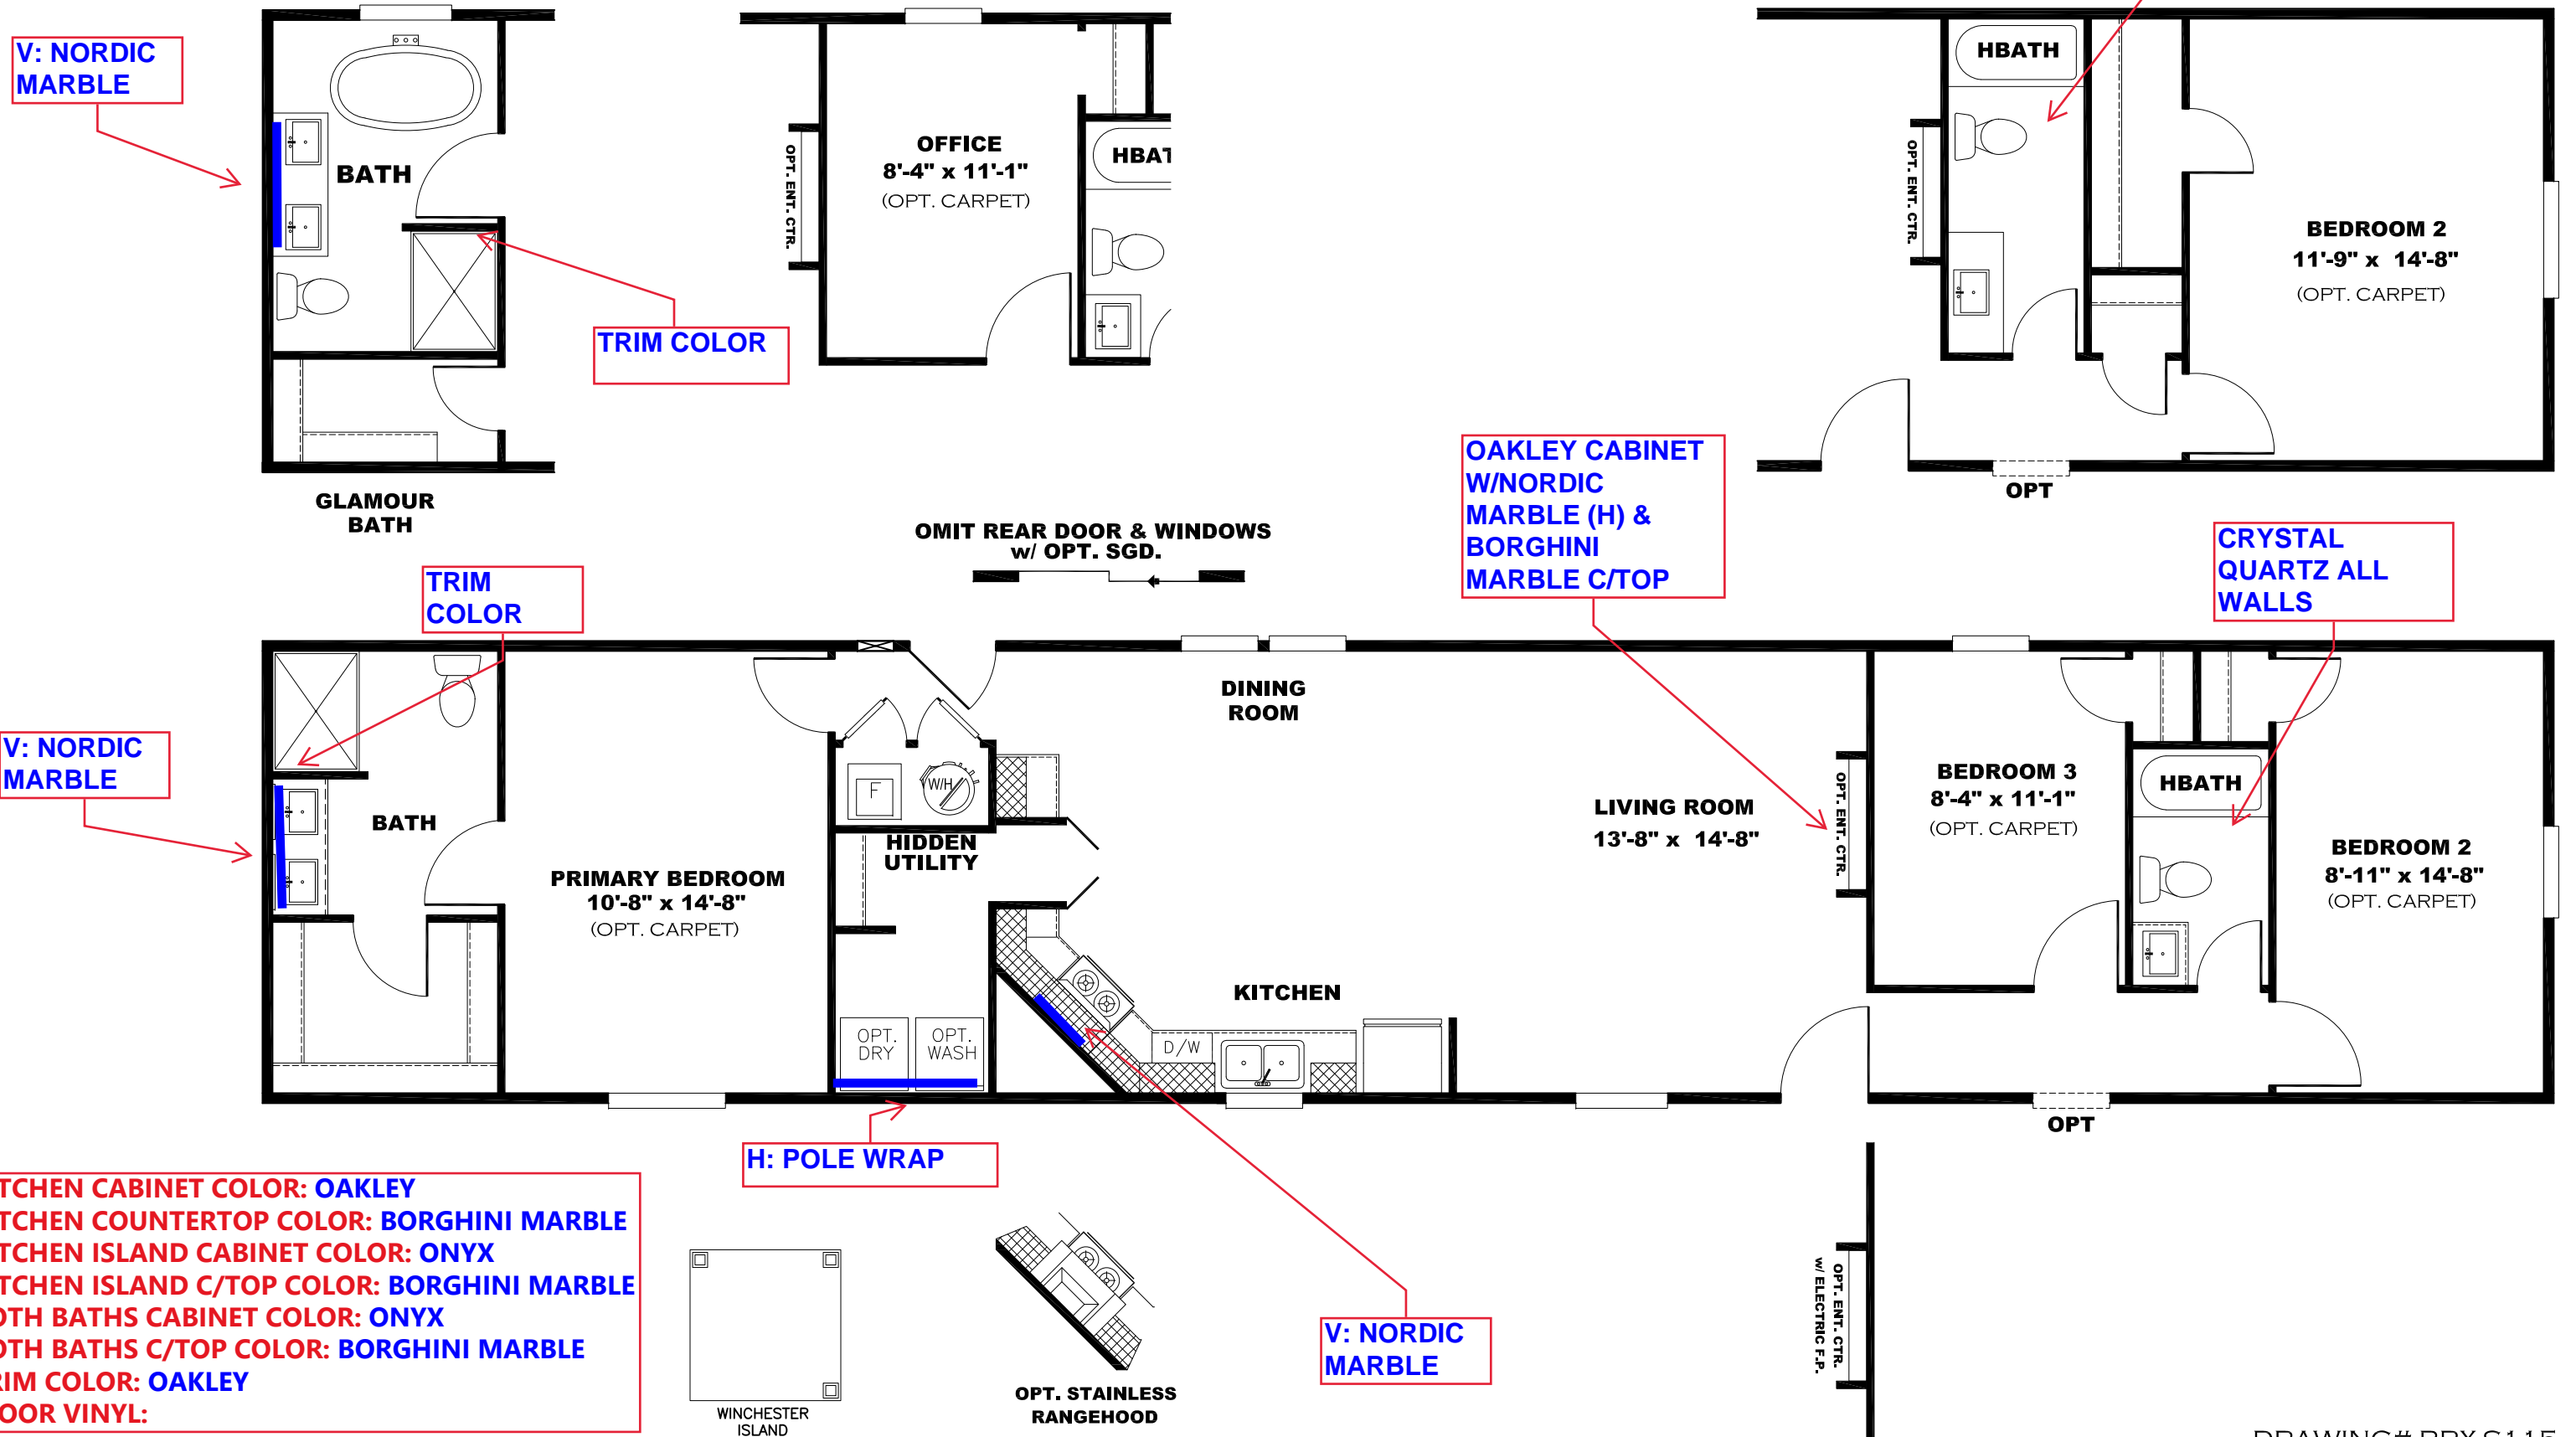 V: NORDIC
MARBLE
BATH
TRIM COLOR
GLAMOUR
BATH
OPT. ENT. CTR.
OFFICE
8'-4" x 11'-1"
(OPT. CARPET)
HBAT
OPT. ENT. CTR.
HBATH
BEDROOM 2
11'-9" x 14'-8"
(OPT. CARPET)
OPT
OMIT REAR DOOR & WINDOWS
w/ OPT. SGD.
OAKLEY CABINET
W/NORDIC
MARBLE (H) &
BORGHINI
MARBLE C/TOP
CRYSTAL
QUARTZ ALL
WALLS
TRIM
COLOR
V: NORDIC
MARBLE
BATH
PRIMARY BEDROOM
10'-8" x 14'-8"
(OPT. CARPET)
F
W/H
HIDDEN
UTILITY
OPT.
DRY
OPT.
WASH
DINING
ROOM
KITCHEN
D/W
LIVING ROOM
13'-8" x 14'-8"
OPT. ENT. CTR.
BEDROOM 3
8'-4" x 11'-1"
(OPT. CARPET)
HBATH
BEDROOM 2
8'-11" x 14'-8"
(OPT. CARPET)
OPT
H: POLE WRAP
V: NORDIC
MARBLE
TCHEN CABINET COLOR: OAKLEY
TCHEN COUNTERTOP COLOR: BORGHINI MARBLE
TCHEN ISLAND CABINET COLOR: ONYX
TCHEN ISLAND C/TOP COLOR: BORGHINI MARBLE
OTH BATHS CABINET COLOR: ONYX
OTH BATHS C/TOP COLOR: BORGHINI MARBLE
RIM COLOR: OAKLEY
OOR VINYL:
WINCHESTER
ISLAND
OPT. STAINLESS
RANGEHOOD
OPT. ENT. CTR.
w/ ELECTRIC F.P.